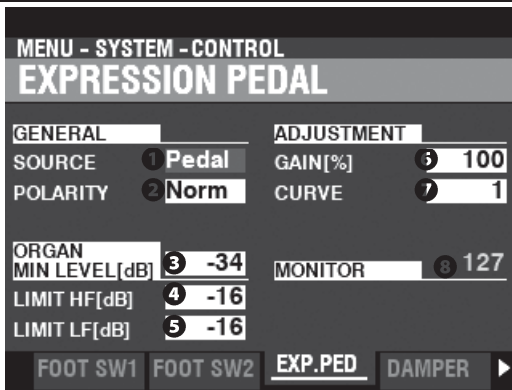 MENU - SYSTEM - CONTROL
EXPRESSION PEDAL
GENERAL
SOURCE 1 Pedal
POLARITY 2 Norm
ORGAN
MIN LEVEL[dB] 3 -34
LIMIT HF[dB] 4 -16
LIMIT LF[dB] 5 -16
ADJUSTMENT
GAIN[%] 6 100
CURVE 7 1
MONITOR 8 127
FOOT SW1 FOOT SW2 EXP.PED DAMPER